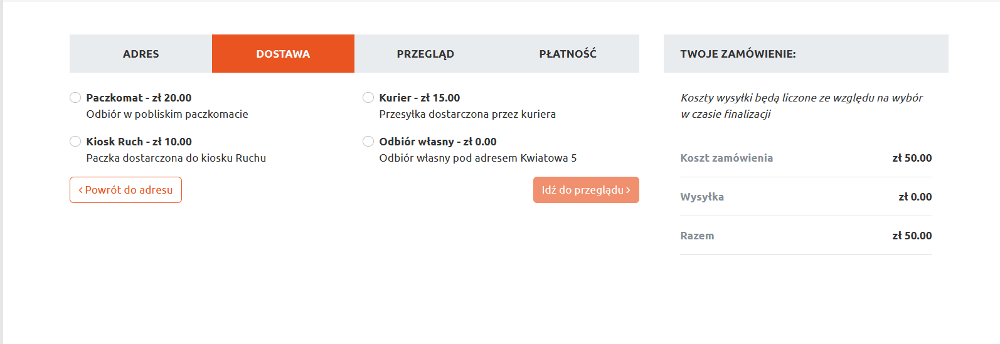 ADRES
DOSTAWA
PRZEGLĄD
PŁATNOŚĆ
Paczkomat - zł 20.00
Odbiór w pobliskim paczkomacie
Kurier - zł 15.00
Przesyłka dostarczona przez kuriera
Kiosk Ruch - zł 10.00
Paczka dostarczona do kiosku Ruchu
Odbiór własny - zł 0.00
Odbiór własny pod adresem Kwiatowa 5
‹ Powrót do adresu
Idź do przeglądu ›
TWOJE ZAMÓWIENIE:
Koszty wysyłki będą liczone ze względu na wybór
w czasie finalizacji
Koszt zamówienia zł 50.00
Wysyłka zł 0.00
Razem zł 50.00